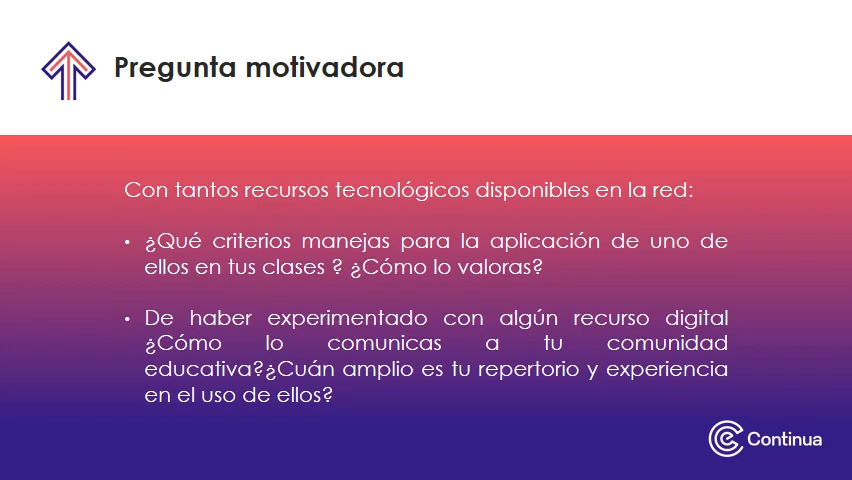 Pregunta motivadora
Con tantos recursos tecnológicos disponibles en la red:
• ¿Qué criterios manejas para la aplicación de uno de
ellos en tus clases ? ¿Cómo lo valoras?
• De haber experimentado con algún recurso digital
¿Cómo lo comunicas a tu comunidad
educativa?¿Cuán amplio es tu repertorio y experiencia
en el uso de ellos?
Continua